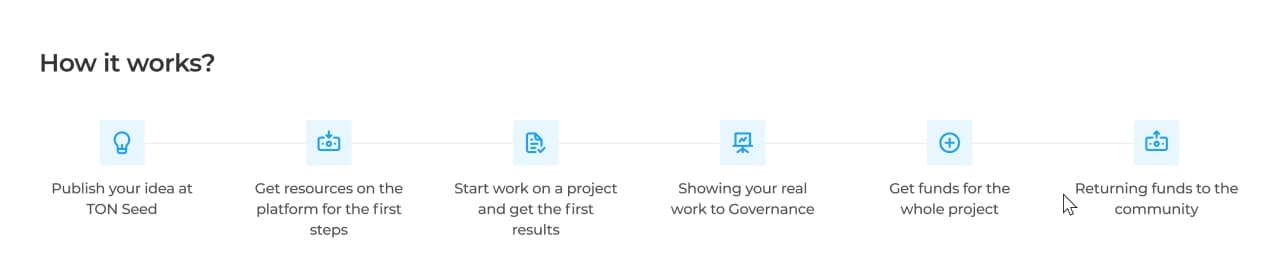 How it works?
Publish your idea at
TON Seed
Get resources on the
platform for the first
steps
Start work on a project
and get the first
results
Showing your real
work to Governance
Get funds for the
whole project
Returning funds to the
community